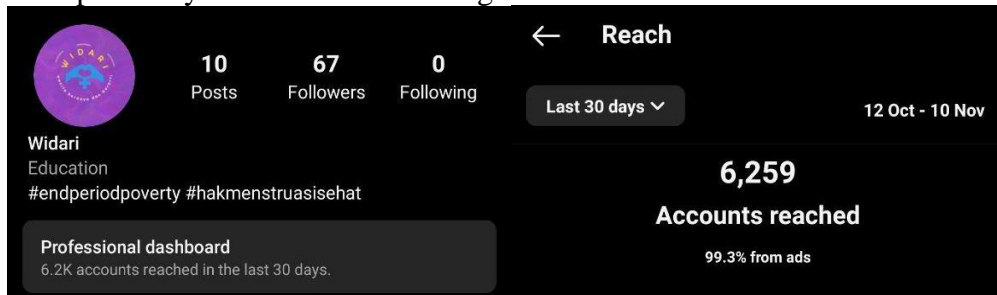 10 67 0
Posts Followers Following
WIDARI
Widari
Education
#endperiodpoverty #hakmenstruasisehat
Professional dashboard
6.2K accounts reached in the last 30 days.
← Reach
Last 30 days
12 Oct - 10 Nov
6,259
Accounts reached
99.3% from ads